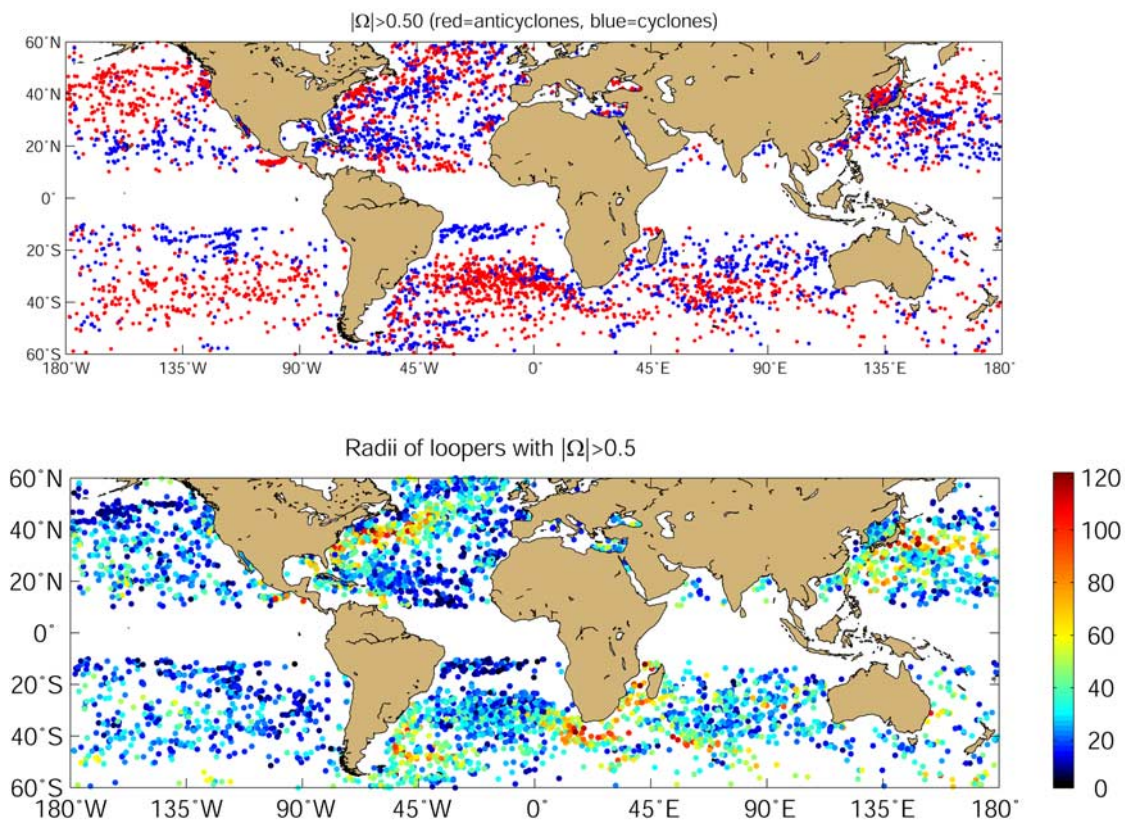 |Ω|>0.50 (red=anticyclones, blue=cyclones)
60°N
40°N
20°N
0°
20°S
40°S
60°S
180°W 135°W 90°W 45°W 0° 45°E 90°E 135°E 180°
Radii of loopers with |Ω|>0.5
60°N
40°N
20°N
0°
20°S
40°S
60°S
180°W 135°W 90°W 45°W 0° 45°E 90°E 135°E 180°
120
100
80
60
40
20
0